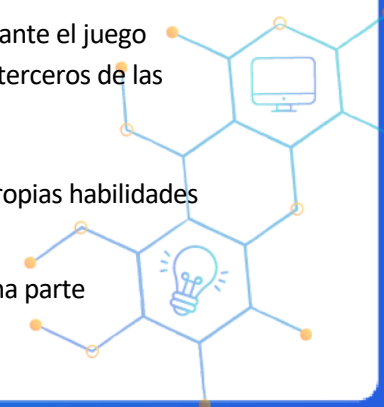 ante el juego
terceros de las
ropias habilidades
na parte